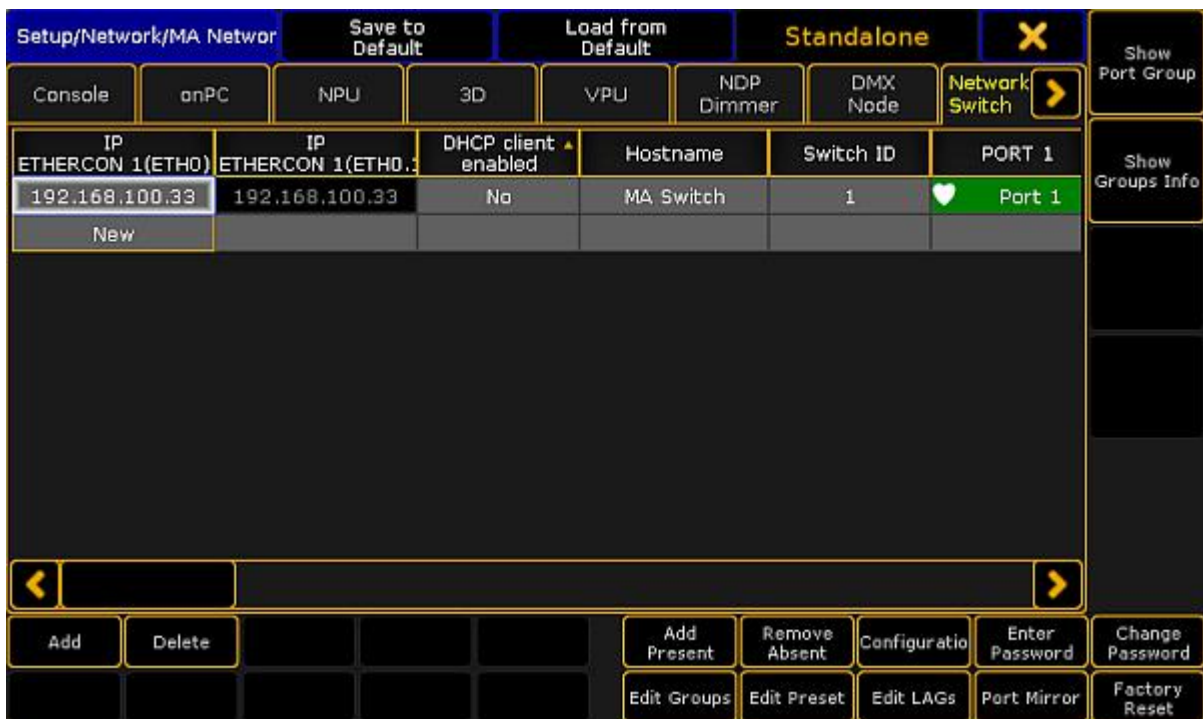 Setup/Network/MA Networ
Save to
Default
Load from
Default
Standalone
Show
Port Group
Console
onPC
NPU
3D
VPU
NDP
Dimmer
DMX
Node
Network
Switch
IP
ETHERCON 1(ETH0)
IP
ETHERCON 1(ETH0.1
DHCP client
enabled
Hostname
Switch ID
PORT 1
Show
Groups Info
192.168.100.33
192.168.100.33
No
MA Switch
1
Port 1
New
Add
Delete
Add
Present
Remove
Absent
Configuratio
Enter
Password
Change
Password
Edit Groups
Edit Preset
Edit LAGs
Port Mirror
Factory
Reset